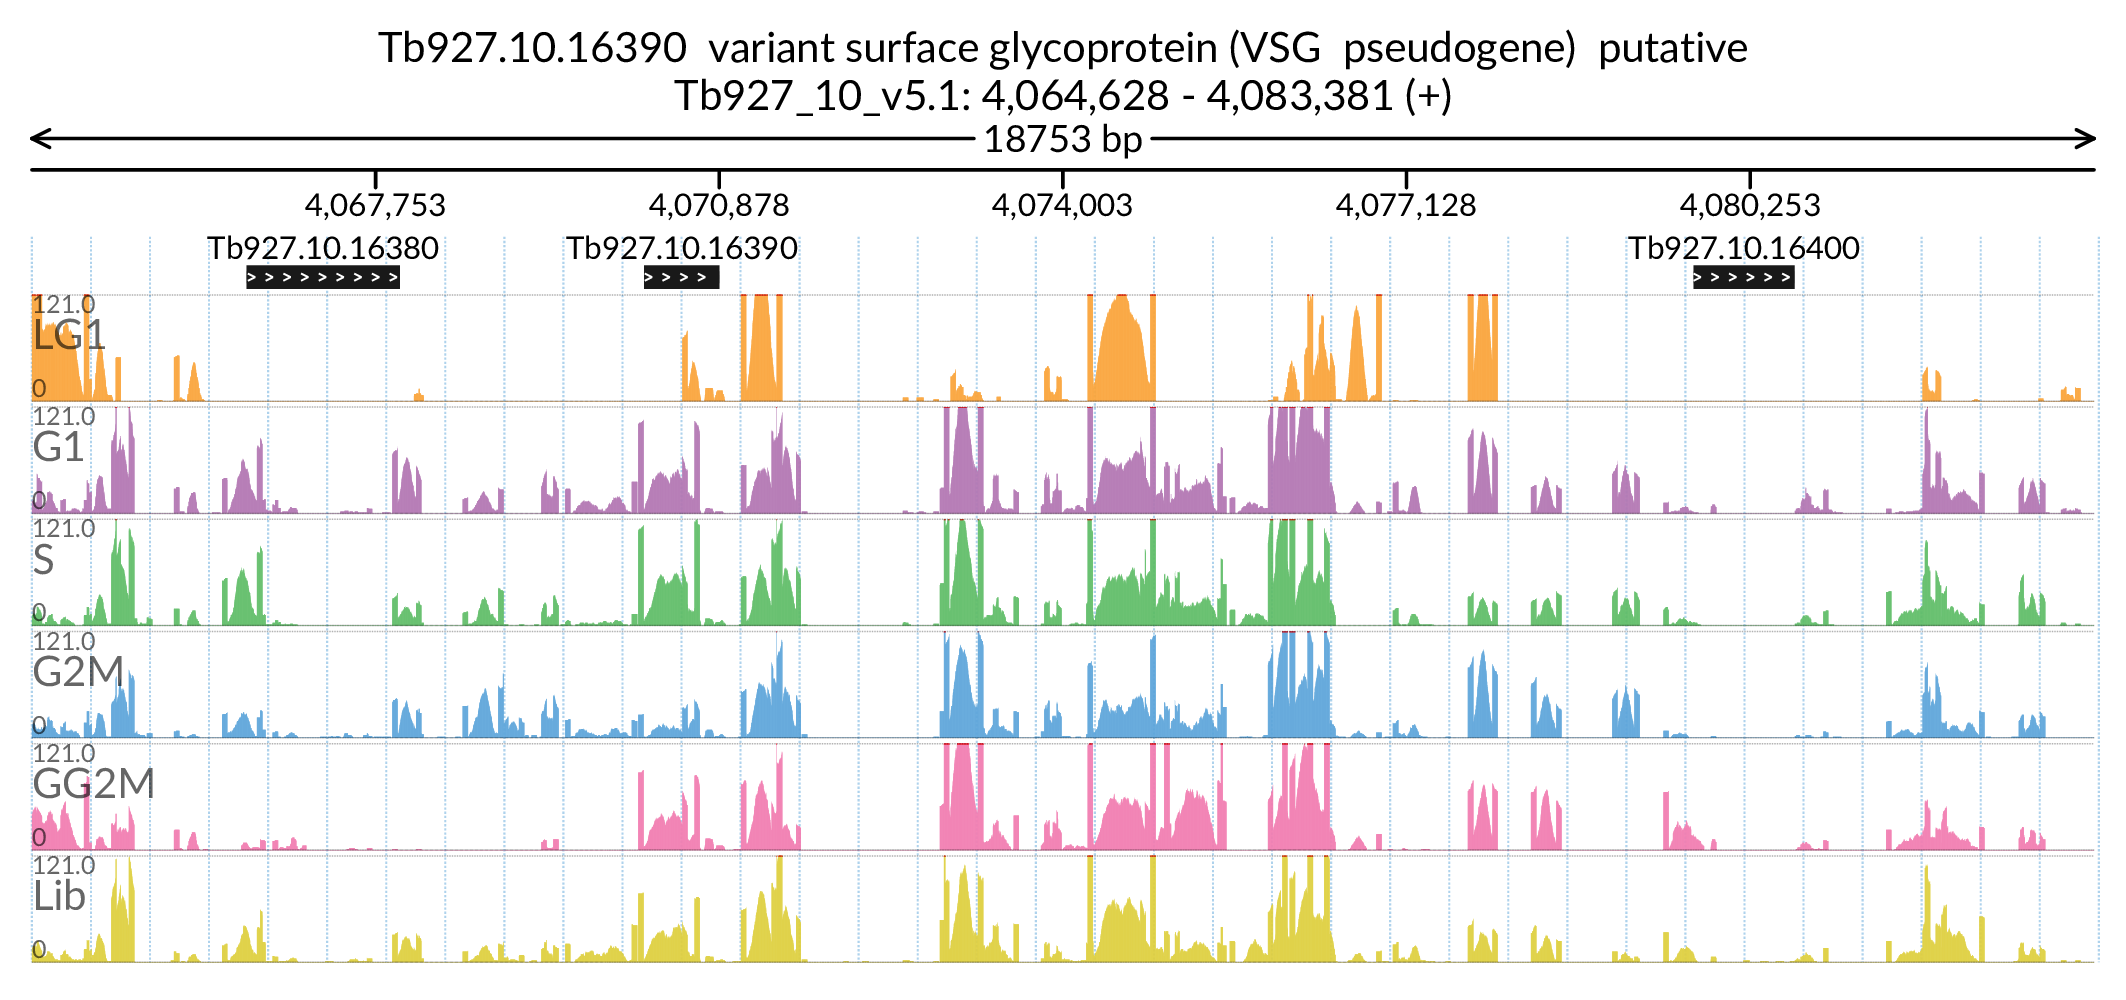 Tb927.10.16390  variant surface glycoprotein (VSG  pseudogene)  putative
Tb927_10_v5.1: 4,064,628 - 4,083,381 (+)
18753 bp
4,067,753 4,070,878 4,074,003 4,077,128 4,080,253
Tb927.10.16380 Tb927.10.16390 Tb927.10.16400
121.0
LG1
0
121.0
G1
0
121.0
S
0
121.0
G2M
0
121.0
GG2M
0
121.0
Lib
0